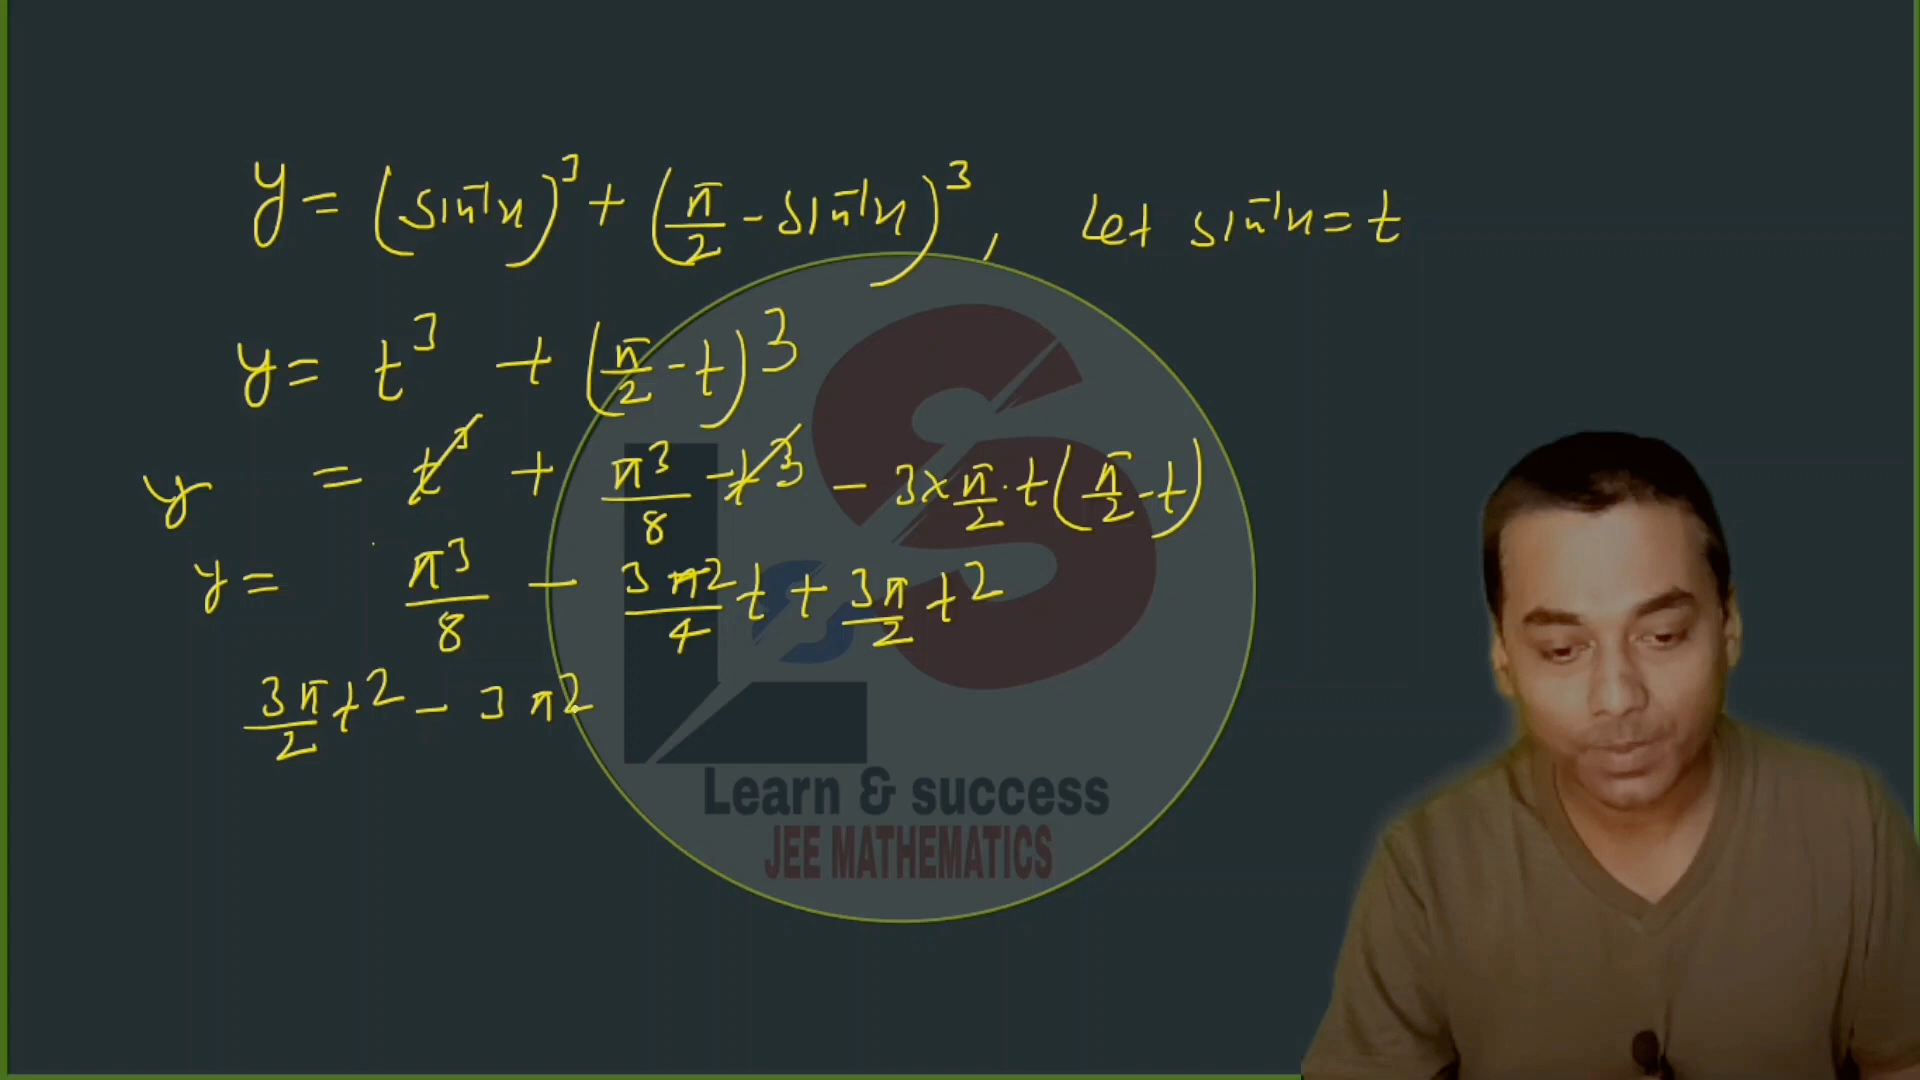 y = (sin⁻¹x)³ + (π/2 - sin⁻¹x)³, Let sin⁻¹x = t
y = t³ + (π/2 - t)³
y = t³ + π³/8 - t³ - 3×π/2·t(π/2 - t)
y = π³/8 - 3π²/4 t + 3π/2 t²
3π/2 t² - 3π²
Learn & success
JEE MATHEMATICS